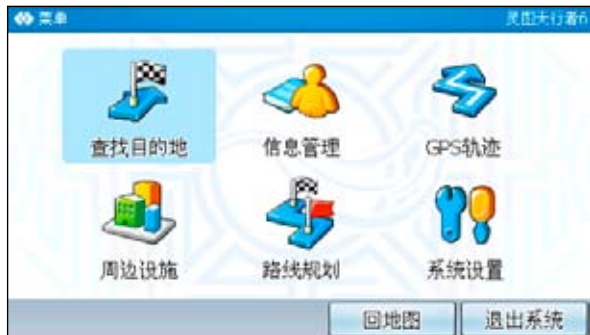 菜单
灵图天行者6
查找目的地
信息管理
GPS轨迹
周边设施
路线规划
系统设置
回地图
退出系统